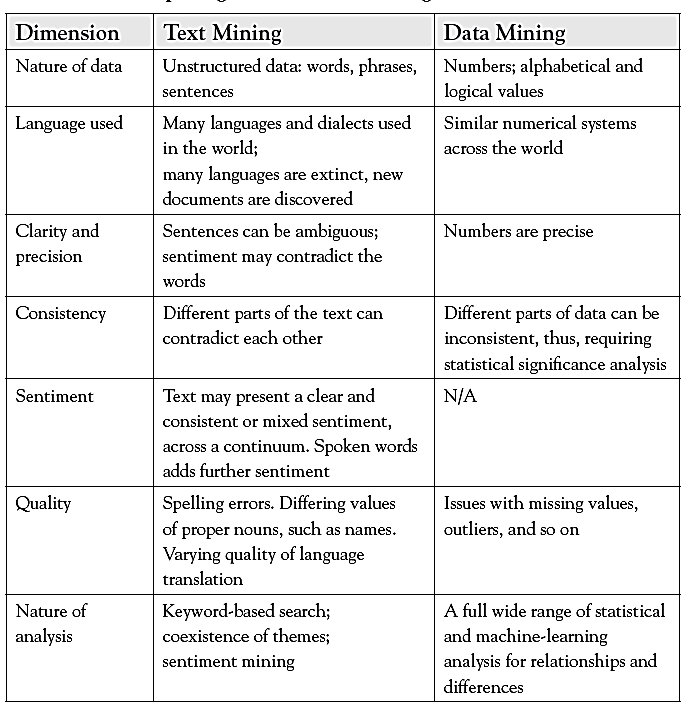 Dimension Text Mining Data Mining
Nature of data
Unstructured data: words, phrases,
sentences
Numbers; alphabetical and
logical values
Language used
Many languages and dialects used
in the world;
many languages are extinct, new
documents are discovered
Similar numerical systems
across the world
Clarity and
precision
Sentences can be ambiguous;
sentiment may contradict the
words
Numbers are precise
Consistency
Different parts of the text can
contradict each other
Different parts of data can be
inconsistent, thus, requiring
statistical significance analysis
Sentiment
Text may present a clear and
consistent or mixed sentiment,
across a continuum. Spoken words
adds further sentiment
N/A
Quality
Spelling errors. Differing values
of proper nouns, such as names.
Varying quality of language
translation
Issues with missing values,
outliers, and so on
Nature of
analysis
Keyword-based search;
coexistence of themes;
sentiment mining
A full wide range of statistical
and machine-learning
analysis for relationships and
differences